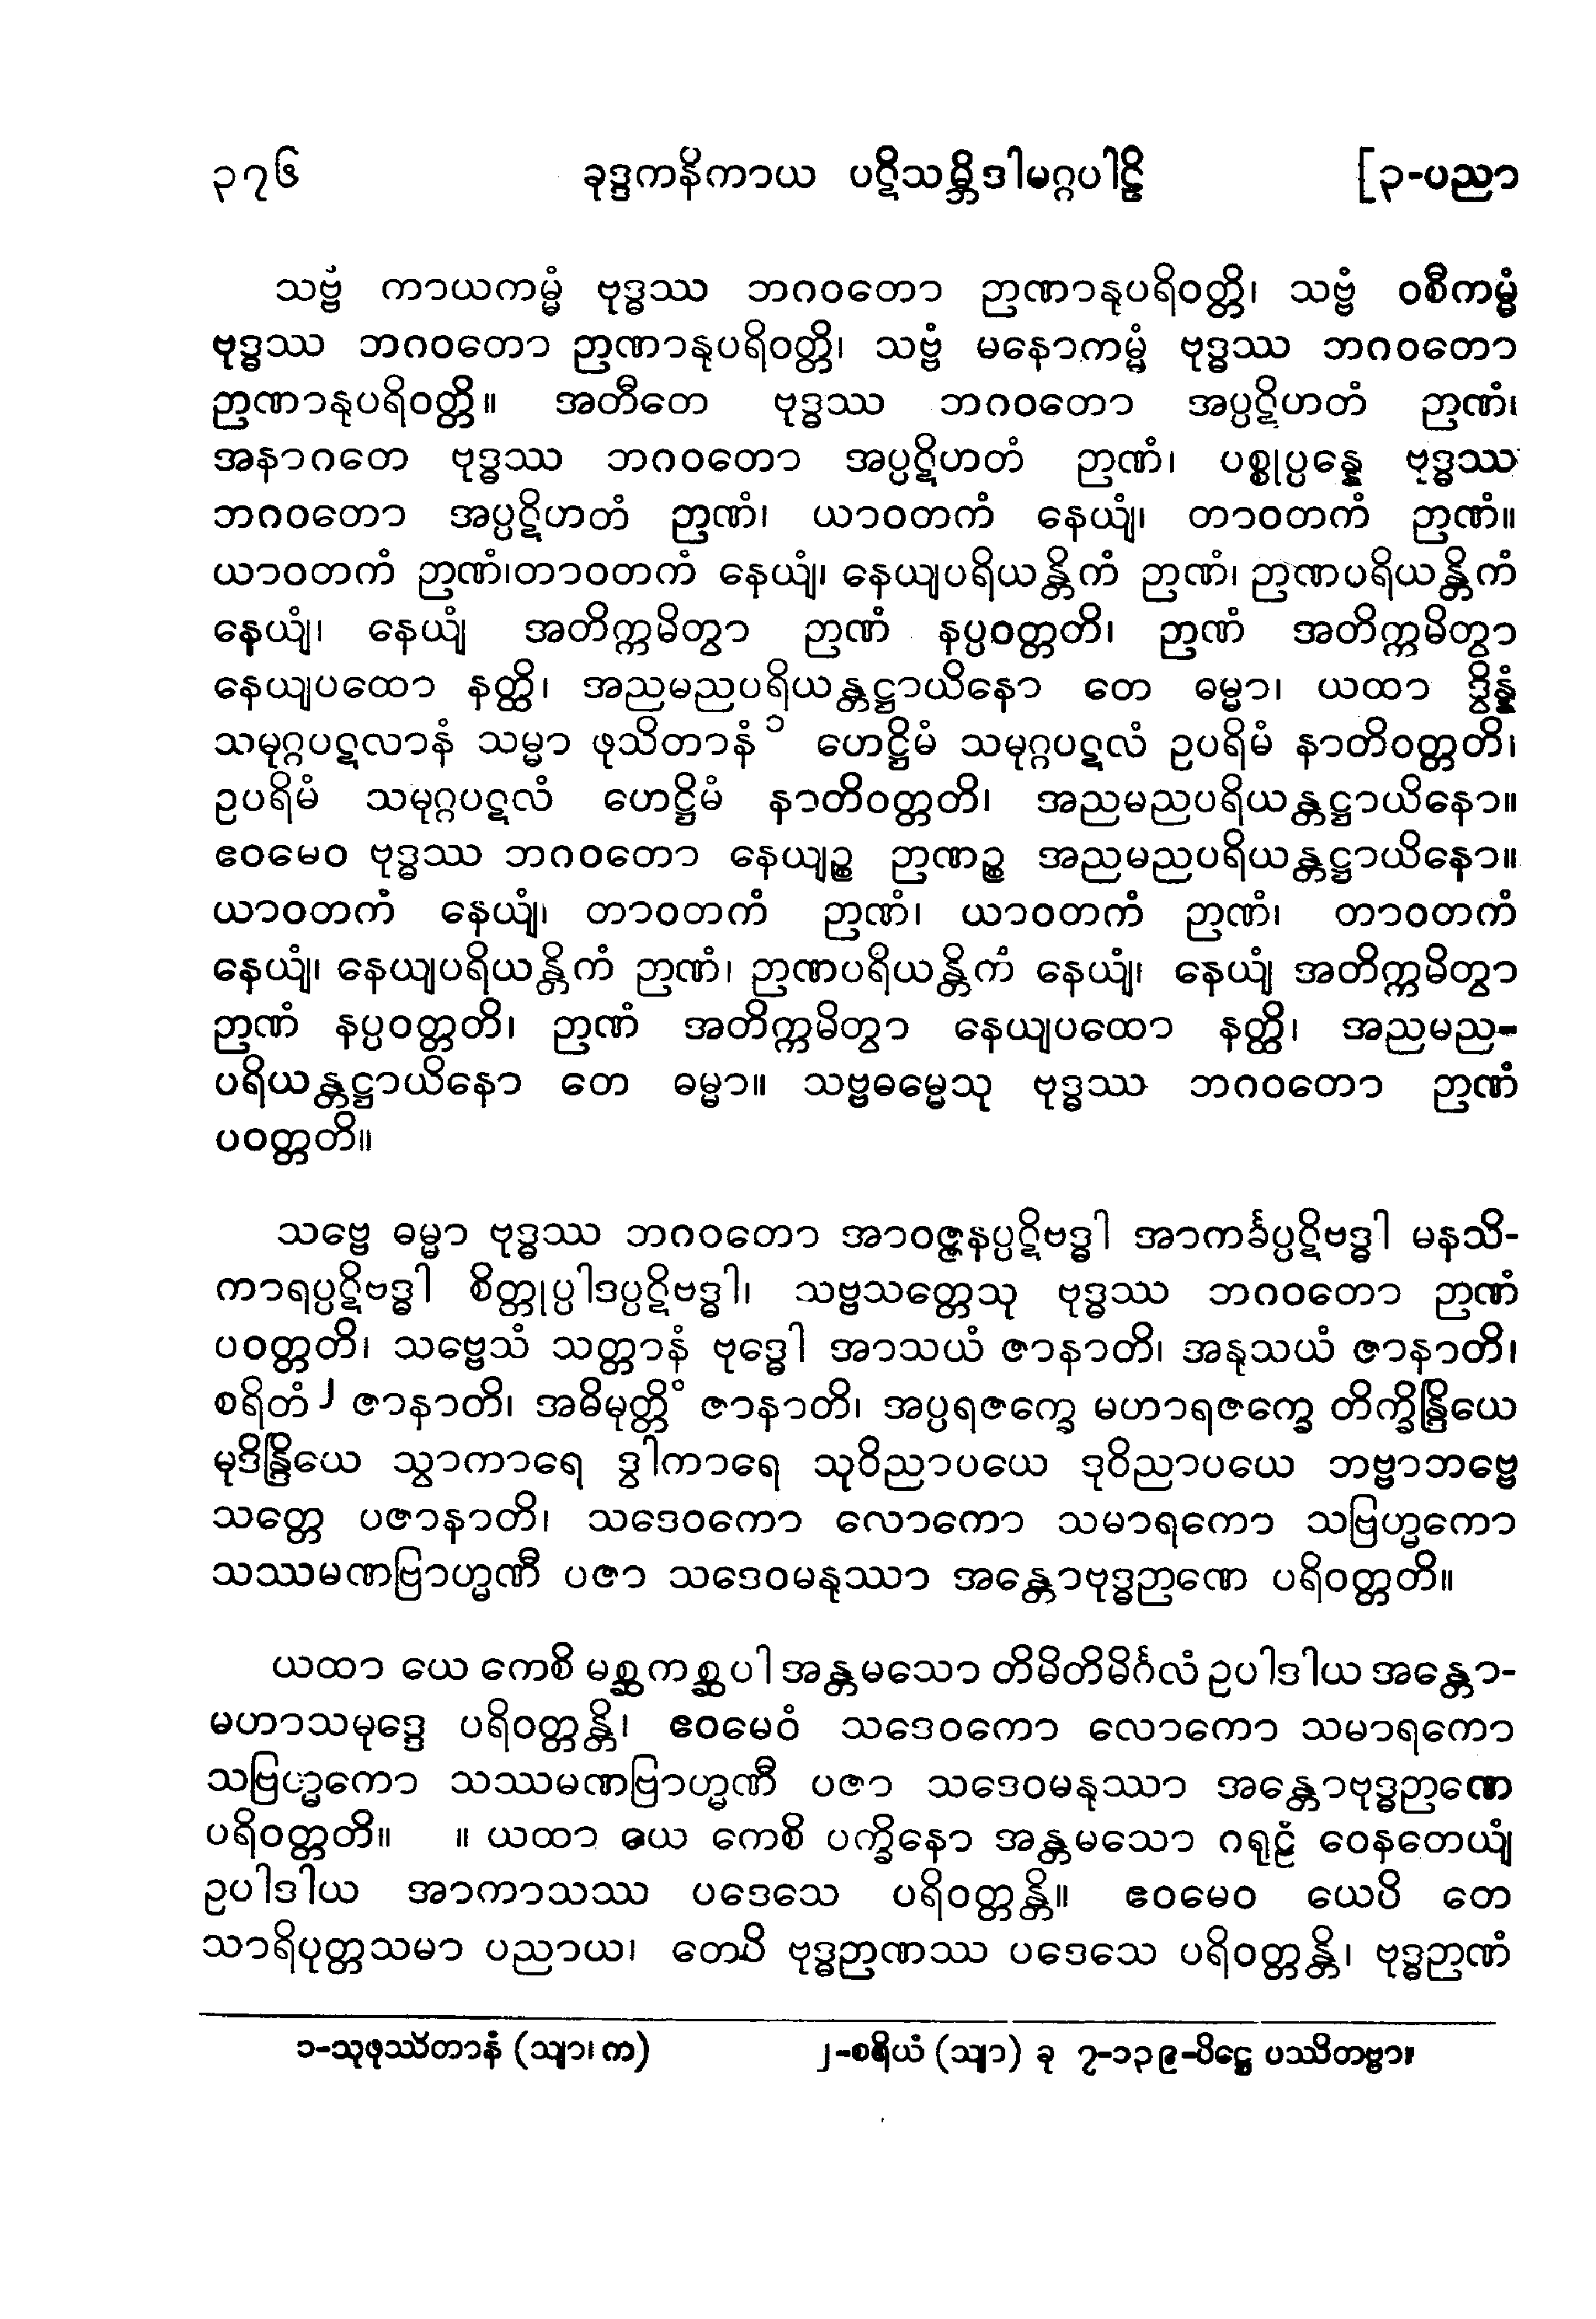 ၃၇၆ ခုဒ္ဒကနိကာယ ပဋိသမ္ဘိဒါမဂ္ဂပါဠိ [၃-ပညာ
သဗ္ဗံ ကာယကမ္မံ ဗုဒ္ဓဿ ဘဂဝတော ဉာဏာနုပရိဝတ္တိ၊ သဗ္ဗံ ဝစီကမ္မံ
ဗုဒ္ဓဿ ဘဂဝတော ဉာဏာနုပရိဝတ္တိ၊ သဗ္ဗံ မနောကမ္မံ ဗုဒ္ဓဿ ဘဂဝတော
ဉာဏာနုပရိဝတ္တိ။ အတီတေ ဗုဒ္ဓဿ ဘဂဝတော အပ္ပဋိဟတံ ဉာဏံ၊
အနာဂတေ ဗုဒ္ဓဿ ဘဂဝတော အပ္ပဋိဟတံ ဉာဏံ၊ ပစ္စုပ္ပန္နေ ဗုဒ္ဓဿ
ဘဂဝတော အပ္ပဋိဟတံ ဉာဏံ၊ ယာဝတကံ နေယျံ၊ တာဝတကံ ဉာဏံ။
ယာဝတကံ ဉာဏံ၊တာဝတကံ နေယျံ၊ နေယျပရိယန္တိကံ ဉာဏံ၊ ဉာဏပရိယန္တိကံ
နေယျံ၊ နေယျံ အတိက္ကမိတွာ ဉာဏံ နပ္ပဝတ္တတိ၊ ဉာဏံ အတိက္ကမိတွာ
နေယျပထော နတ္ထိ၊ အညမညပရိယန္တဋ္ဌာယိနော တေ ဓမ္မာ၊ ယထာ ဒွိန္နံ
သမုဂ္ဂပဋလာနံ သမ္မာ ဖုသိတာနံ ၁ ဟေဋ္ဌိမံ သမုဂ္ဂပဋလံ ဥပရိမံ နာတိဝတ္တတိ၊
ဥပရိမံ သမုဂ္ဂပဋလံ ဟေဋ္ဌိမံ နာတိဝတ္တတိ၊ အညမညပရိယန္တဋ္ဌာယိနော။
ဧဝမေဝ ဗုဒ္ဓဿ ဘဂဝတော နေယျဉ္စ ဉာဏဉ္စ အညမညပရိယန္တဋ္ဌာယိနော။
ယာဝတကံ နေယျံ၊ တာဝတကံ ဉာဏံ၊ ယာဝတကံ ဉာဏံ၊ တာဝတကံ
နေယျံ၊ နေယျပရိယန္တိကံ ဉာဏံ၊ ဉာဏပရိယန္တိကံ နေယျံ၊ နေယျံ အတိက္ကမိတွာ
ဉာဏံ နပ္ပဝတ္တတိ၊ ဉာဏံ အတိက္ကမိတွာ နေယျပထော နတ္ထိ၊ အညမည-
ပရိယန္တဋ္ဌာယိနော တေ ဓမ္မာ။ သဗ္ဗဓမ္မေသု ဗုဒ္ဓဿ ဘဂဝတော ဉာဏံ
ပဝတ္တတိ။
သဗ္ဗေ ဓမ္မာ ဗုဒ္ဓဿ ဘဂဝတော အာဝဇ္ဇနပ္ပဋိဗဒ္ဓါ အာကင်္ခပ္ပဋိဗဒ္ဓါ မနသိ-
ကာရပ္ပဋိဗဒ္ဓါ စိတ္တုပ္ပါဒပ္ပဋိဗဒ္ဓါ၊ သဗ္ဗသတ္တေသု ဗုဒ္ဓဿ ဘဂဝတော ဉာဏံ
ပဝတ္တတိ၊ သဗ္ဗေသံ သတ္တာနံ ဗုဒ္ဓေါ အာသယံ ဇာနာတိ၊ အနုသယံ ဇာနာတိ၊
စရိတံ ၂ ဇာနာတိ၊ အဓိမုတ္တိံ ဇာနာတိ၊ အပ္ပရဇက္ခေ မဟာရဇက္ခေ တိက္ခိန္ဒြိယေ
မုဒိန္ဒြိယေ သွာကာရေ ဒွါကာရေ သုဝိညာပယေ ဒုဝိညာပယေ ဘဗ္ဗာဘဗ္ဗေ
သတ္တေ ပဇာနာတိ၊ သဒေဝကော လောကော သမာရကော သဗြဟ္မကော
သဿမဏဗြာဟ္မဏီ ပဇာ သဒေဝမနုဿာ အန္တောဗုဒ္ဓဉာဏေ ပရိဝတ္တတိ။
ယထာ ယေ ကေစိ မစ္ဆကစ္ဆပါ အန္တမသော တိမိတိမိင်္ဂလံ ဥပါဒါယ အန္တော-
မဟာသမုဒ္ဒေ ပရိဝတ္တန္တိ၊ ဧဝမေဝံ သဒေဝကော လောကော သမာရကော
သဗြဟ္မကော သဿမဏဗြာဟ္မဏီ ပဇာ သဒေဝမနုဿာ အန္တောဗုဒ္ဓဉာဏေ
ပရိဝတ္တတိ။ ။ ယထာ ယေ ကေစိ ပက္ခိနော အန္တမသော ဂရုဠံ ဝေနတေယျံ
ဥပါဒါယ အာကာသဿ ပဒေသေ ပရိဝတ္တန္တိ။ ဧဝမေဝ ယေပိ တေ
သာရိပုတ္တသမာ ပညာယ၊ တေပိ ဗုဒ္ဓဉာဏဿ ပဒေသေ ပရိဝတ္တန္တိ၊ ဗုဒ္ဓဉာဏံ
၁-သုဖုဿိတာနံ (သျာ၊ က) ၂-စရိယံ (သျာ) ခု ၇-၁၃၉-ပိဋ္ဌေ ပဿိတဗ္ဗာ။